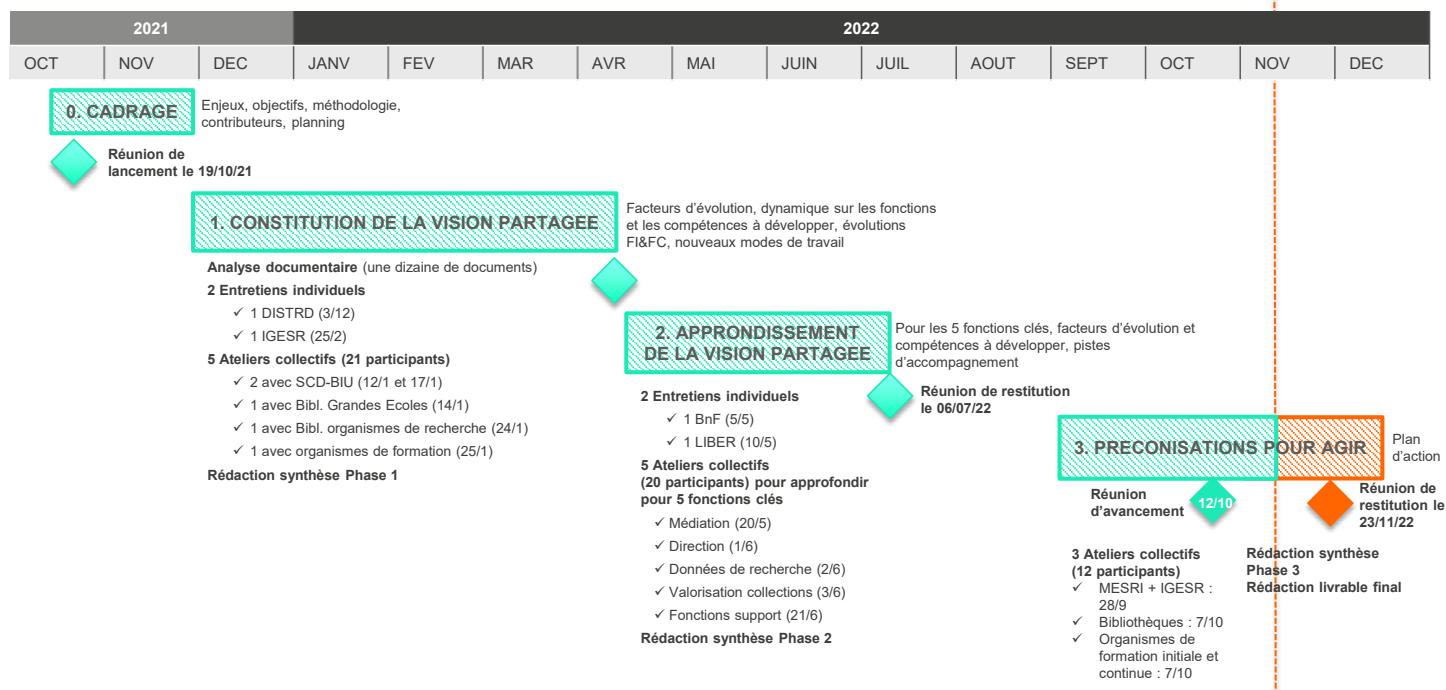 2021
2022
OCT
NOV
DEC
JANV
FEV
MAR
AVR
MAI
JUIN
JUIL
AOUT
SEPT
OCT
NOV
DEC
0. CADRAGE
Enjeux, objectifs, méthodologie,
contributeurs, planning
Réunion de
lancement le 19/10/21
1. CONSTITUTION DE LA VISION PARTAGEE
Facteurs d'évolution, dynamique sur les fonctions
et les compétences à développer, évolutions
FI&FC, nouveaux modes de travail
Analyse documentaire (une dizaine de documents)
2 Entretiens individuels
✓ 1 DISTRD (3/12)
✓ 1 IGESR (25/2)
5 Ateliers collectifs (21 participants)
✓ 2 avec SCD-BIU (12/1 et 17/1)
✓ 1 avec Bibl. Grandes Ecoles (14/1)
✓ 1 avec Bibl. organismes de recherche (24/1)
✓ 1 avec organismes de formation (25/1)
Rédaction synthèse Phase 1
2. APPRONDISSEMENT
DE LA VISION PARTAGEE
Pour les 5 fonctions clés, facteurs d'évolution et
compétences à développer, pistes
d'accompagnement
Réunion de restitution
le 06/07/22
2 Entretiens individuels
✓ 1 BnF (5/5)
✓ 1 LIBER (10/5)
5 Ateliers collectifs
(20 participants) pour approfondir
pour 5 fonctions clés
✓ Médiation (20/5)
✓ Direction (1/6)
✓ Données de recherche (2/6)
✓ Valorisation collections (3/6)
✓ Fonctions support (21/6)
Rédaction synthèse Phase 2
3. PRECONISATIONS POUR AGIR
Plan
d'action
Réunion
d'avancement
12/10
Réunion de
restitution le
23/11/22
3 Ateliers collectifs
(12 participants)
✓ MESRI + IGESR :
28/9
✓ Bibliothèques : 7/10
✓ Organismes de
formation initiale et
continue : 7/10
Rédaction synthèse
Phase 3
Rédaction livrable final